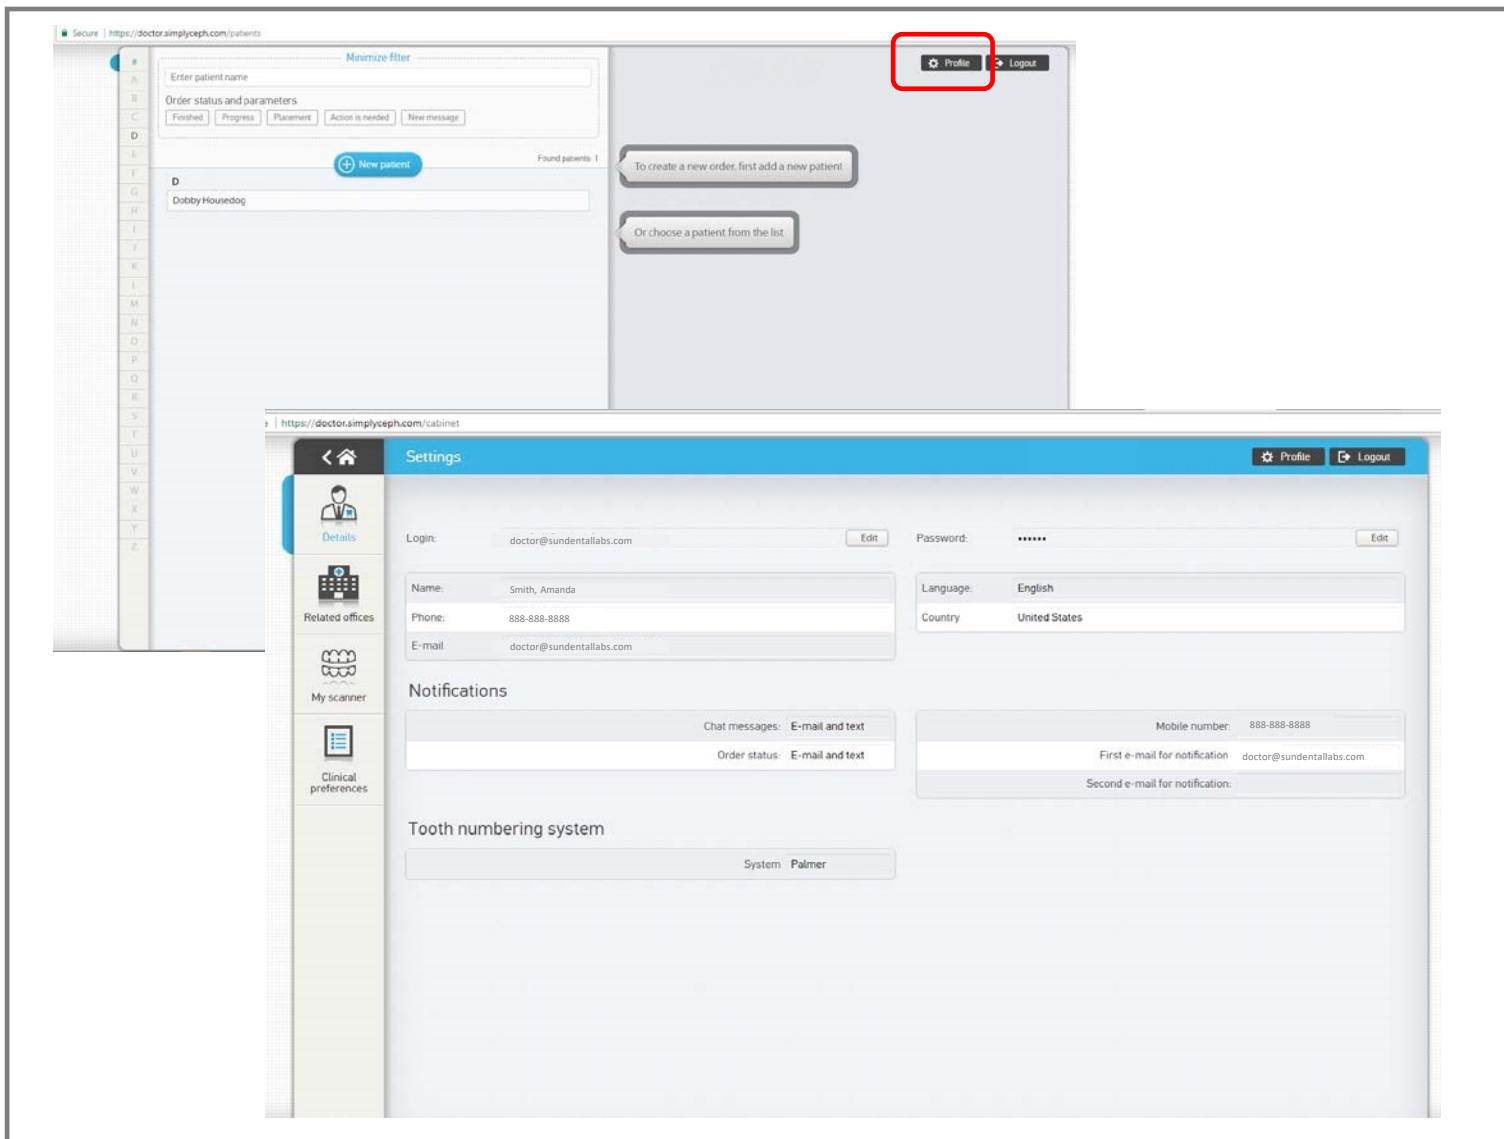 Secure | https://doctor.simplyceph.com/patients
Minimize filter
Profile
Logout
Enter patient name
Order status and parameters
Finished Progress Placement Action is needed New message
New patient
Found patients: 1
To create a new order, first add a new patient
D
Dobby Housedog
Or choose a patient from the list
#
A
B
C
D
E
F
G
H
I
J
K
L
M
N
O
P
Q
R
S
T
U
V
W
X
Y
Z
https://doctor.simplyceph.com/cabinet
Settings
Profile
Logout
Details
Related offices
My scanner
Clinical
preferences
Login: doctor@sundentallabs.com Edit
Password: •••••• Edit
Name: Smith, Amanda
Phone: 888-888-8888
E-mail doctor@sundentallabs.com
Language: English
Country United States
Notifications
Chat messages: E-mail and text
Order status: E-mail and text
Mobile number: 888-888-8888
First e-mail for notification doctor@sundentallabs.com
Second e-mail for notification:
Tooth numbering system
System Palmer